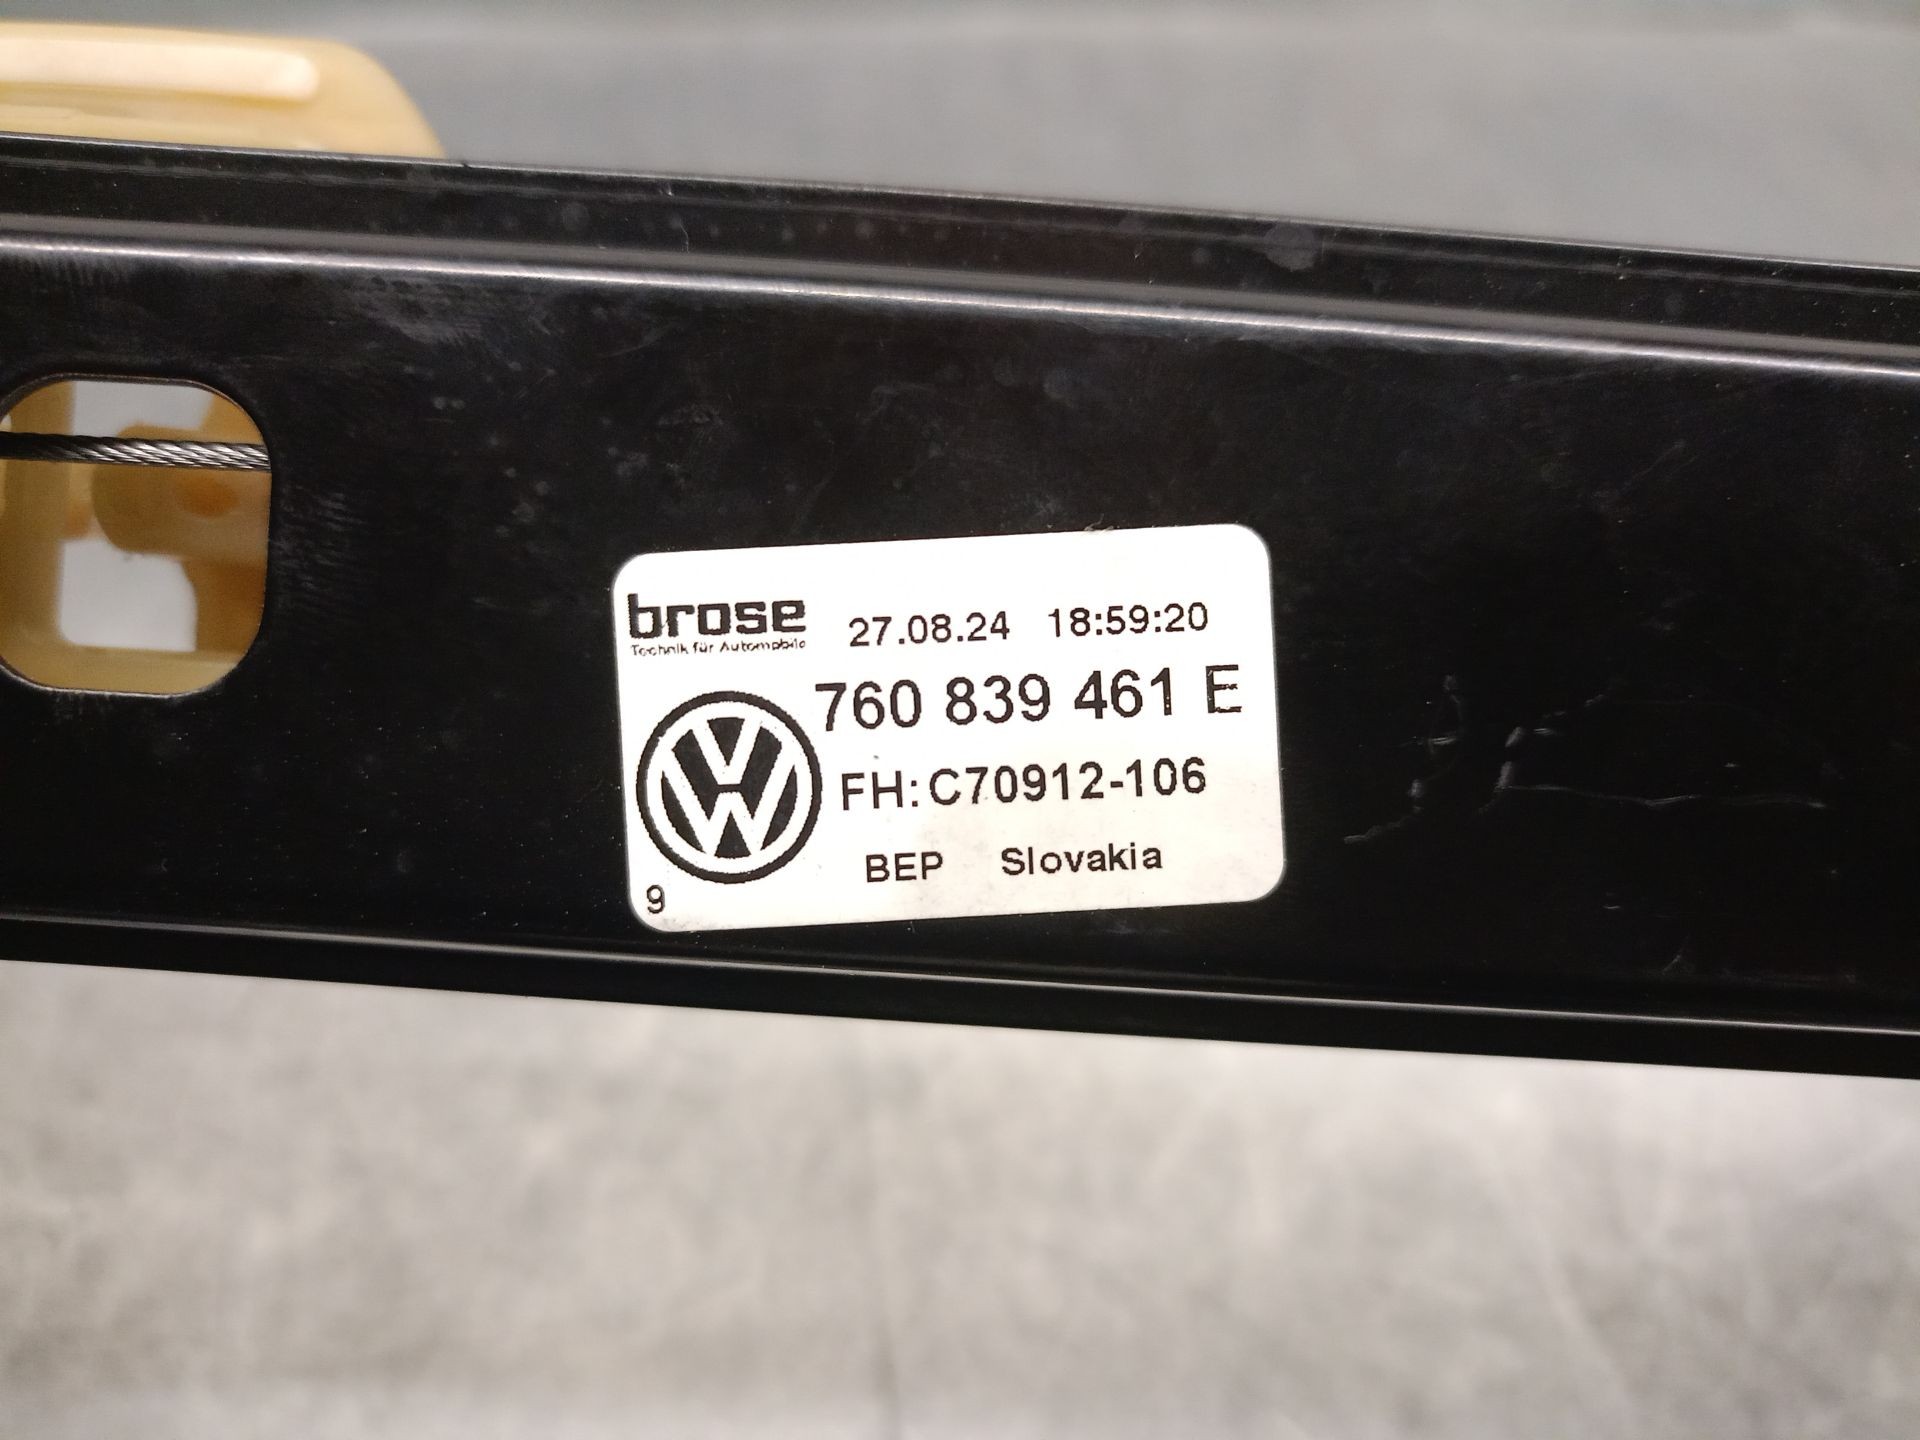 brose
Technik für Automobile
27.08.24 18:59:20
760 839 461 E
FH: C70912-106
BEP Slovakia
9